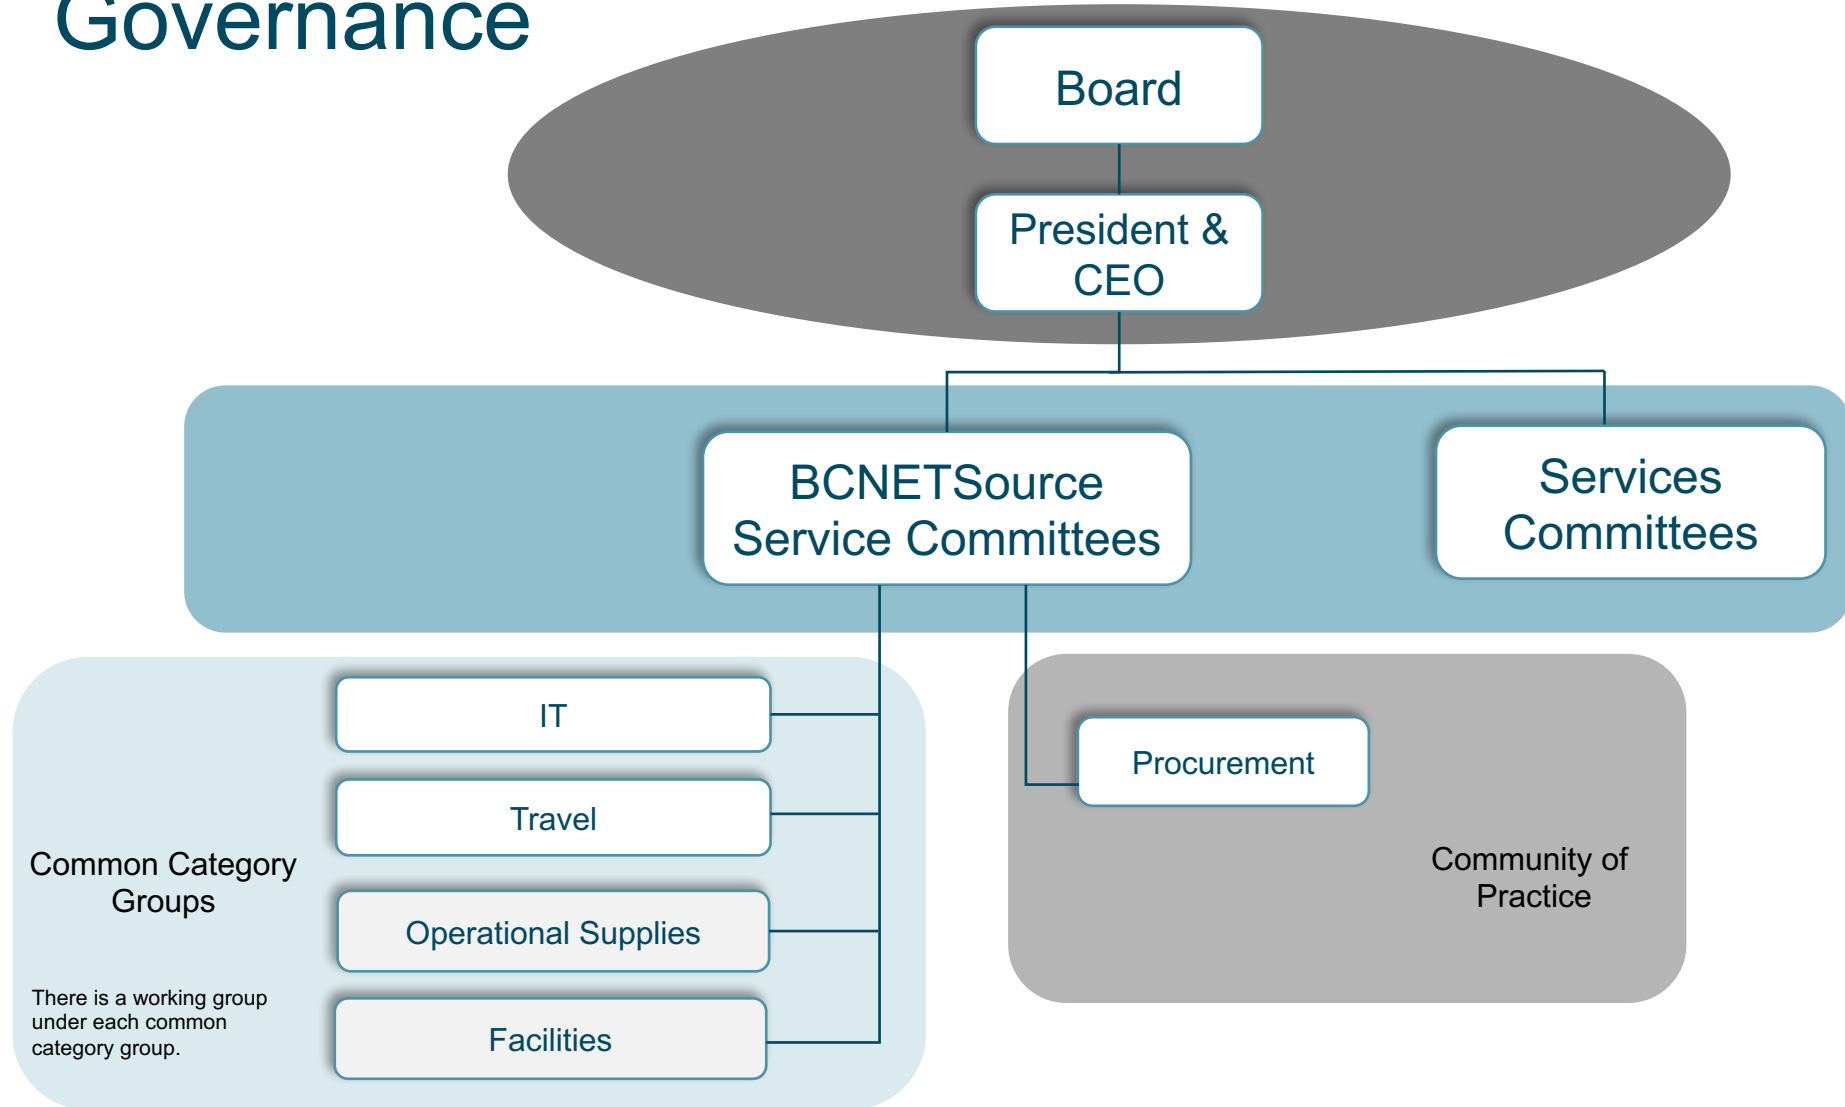 Governance
Board
President &
CEO
BCNETSource
Service Committees
Services
Committees
IT
Travel
Operational Supplies
Facilities
Common Category
Groups
There is a working group
under each common
category group.
Procurement
Community of
Practice